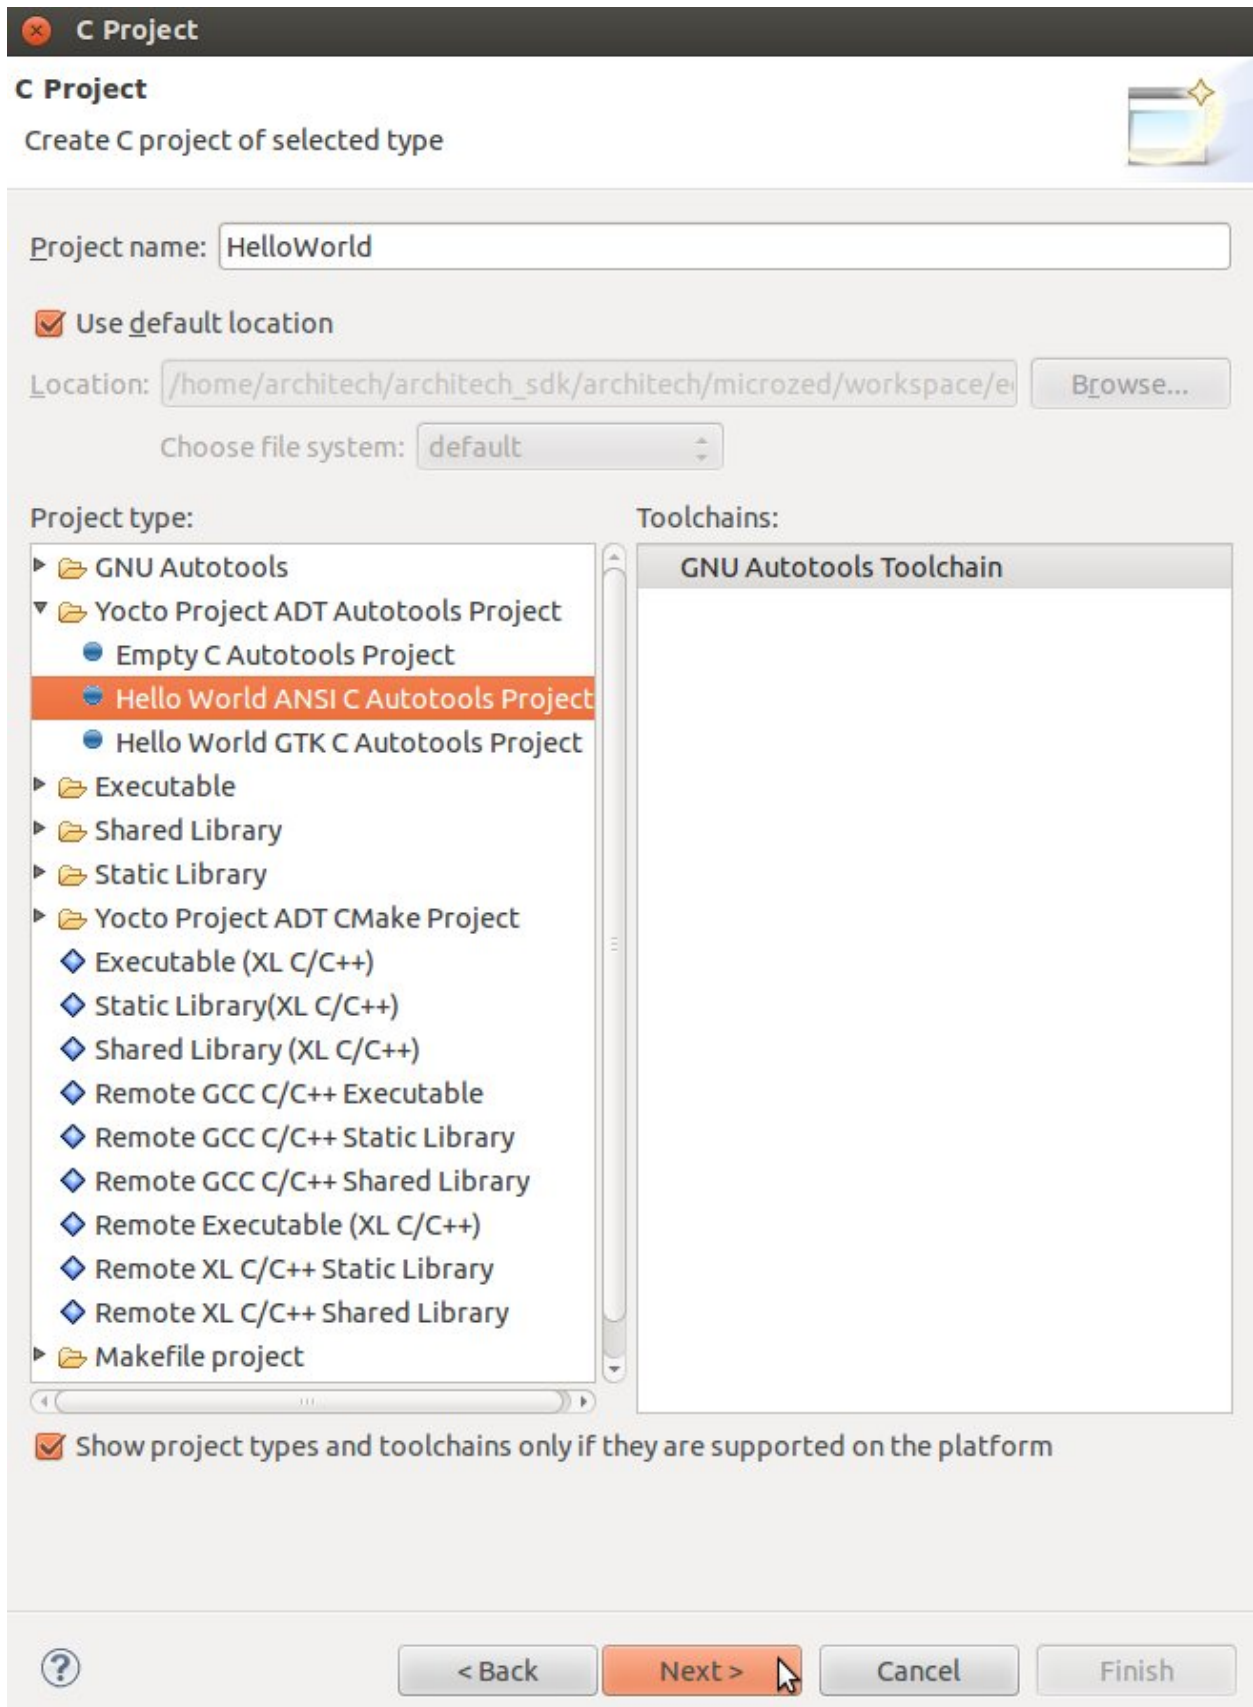 C Project
C Project
Create C project of selected type
Project name: HelloWorld
Use default location
Location: /home/architech/architech_sdk/architech/microzed/workspace/e Browse...
Choose file system: default
Project type:
Toolchains:
GNU Autotools
Yocto Project ADT Autotools Project
Empty C Autotools Project
Hello World ANSI C Autotools Project
Hello World GTK C Autotools Project
Executable
Shared Library
Static Library
Yocto Project ADT CMake Project
Executable (XL C/C++)
Static Library(XL C/C++)
Shared Library (XL C/C++)
Remote GCC C/C++ Executable
Remote GCC C/C++ Static Library
Remote GCC C/C++ Shared Library
Remote Executable (XL C/C++)
Remote XL C/C++ Static Library
Remote XL C/C++ Shared Library
Makefile project
GNU Autotools Toolchain
Show project types and toolchains only if they are supported on the platform
? < Back Next > Cancel Finish